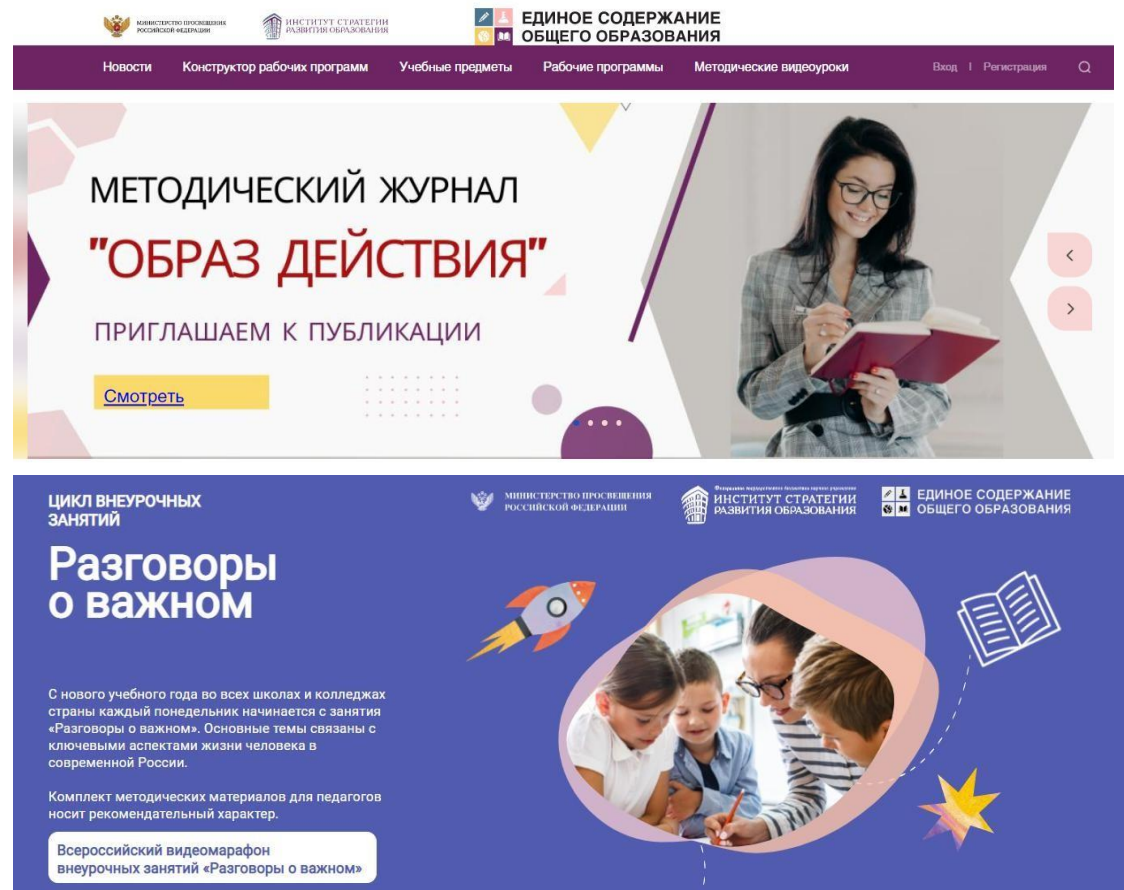 МИНИСТЕРСТВО ПРОСВЕЩЕНИЯ
РОССИЙСКОЙ ФЕДЕРАЦИИ
ИНСТИТУТ СТРАТЕГИИ
РАЗВИТИЯ ОБРАЗОВАНИЯ
ЕДИНОЕ СОДЕРЖАНИЕ
ОБЩЕГО ОБРАЗОВАНИЯ
Новости Конструктор рабочих программ Учебные предметы Рабочие программы Методические видеоуроки Вход | Регистрация
МЕТОДИЧЕСКИЙ ЖУРНАЛ
"ОБРАЗ ДЕЙСТВИЯ"
ПРИГЛАШАЕМ К ПУБЛИКАЦИИ
Смотреть
ЦИКЛ ВНЕУРОЧНЫХ
ЗАНЯТИЙ
МИНИСТЕРСТВО ПРОСВЕЩЕНИЯ
РОССИЙСКОЙ ФЕДЕРАЦИИ
ИНСТИТУТ СТРАТЕГИИ
РАЗВИТИЯ ОБРАЗОВАНИЯ
ЕДИНОЕ СОДЕРЖАНИЕ
ОБЩЕГО ОБРАЗОВАНИЯ
Разговоры
о важном
С нового учебного года во всех школах и колледжах
страны каждый понедельник начинается с занятия
«Разговоры о важном». Основные темы связаны с
ключевыми аспектами жизни человека в
современной России.
Комплект методических материалов для педагогов
носит рекомендательный характер.
Всероссийский видеомарафон
внеурочных занятий «Разговоры о важном»